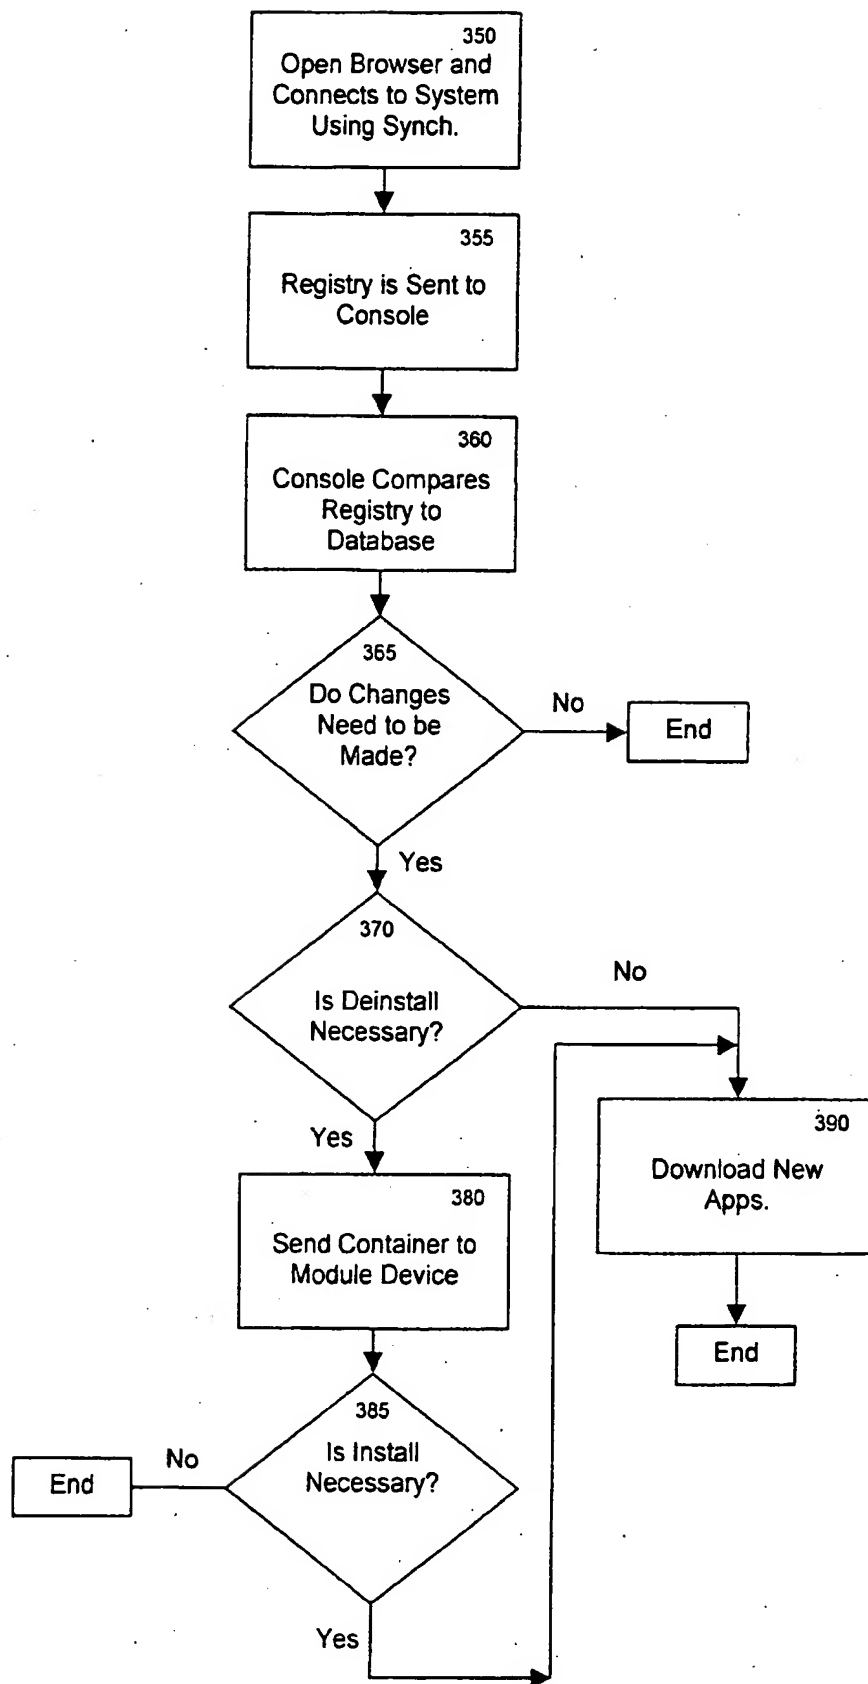 350
Open Browser and
Connects to System
Using Synch.
355
Registry is Sent to
Console
360
Console Compares
Registry to
Database
365
Do Changes
Need to be
Made?
No
End
Yes
370
Is Deinstall
Necessary?
No
Yes
380
Send Container to
Module Device
390
Download New
Apps.
End
385
Is Install
Necessary?
No
End
Yes